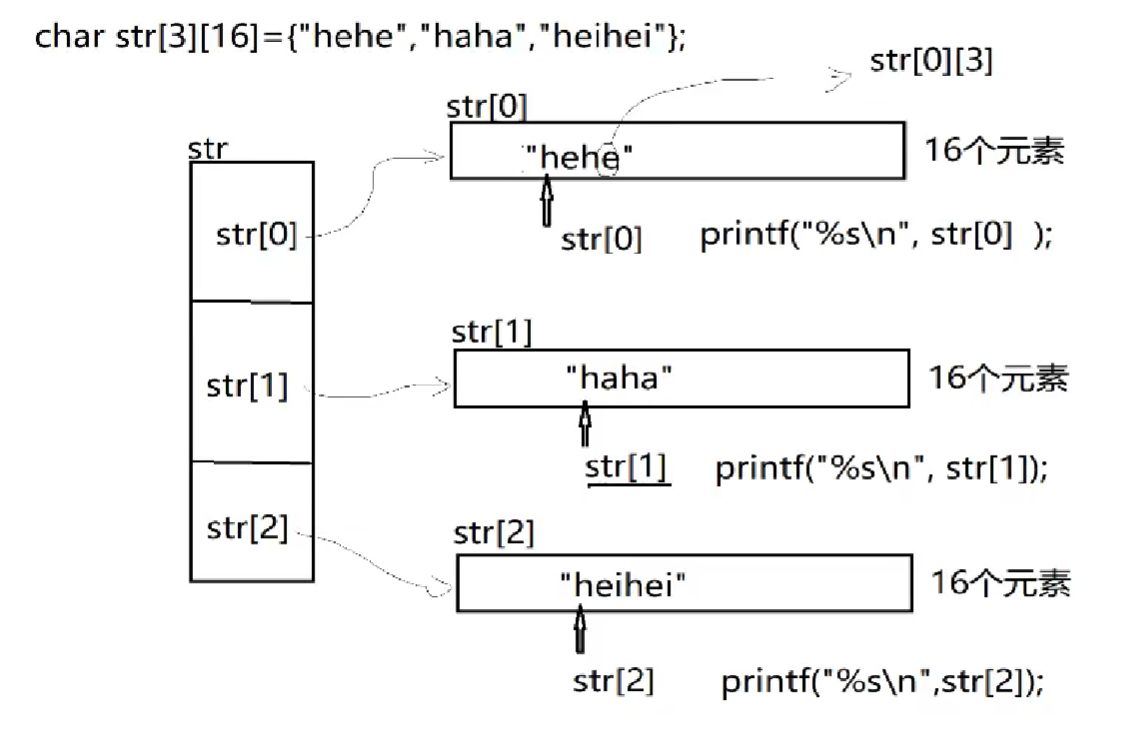 char str[3][16]={"hehe","haha","heihei"};
str[0][3]
str[0]
str
"hehe"
16个元素
str[0]
str[0]
printf("%s\n", str[0] );
str[1]
"haha"
16个元素
str[1]
str[1]
printf("%s\n", str[1]);
str[2]
str[2]
"heihei"
16个元素
str[2]
printf("%s\n",str[2]);